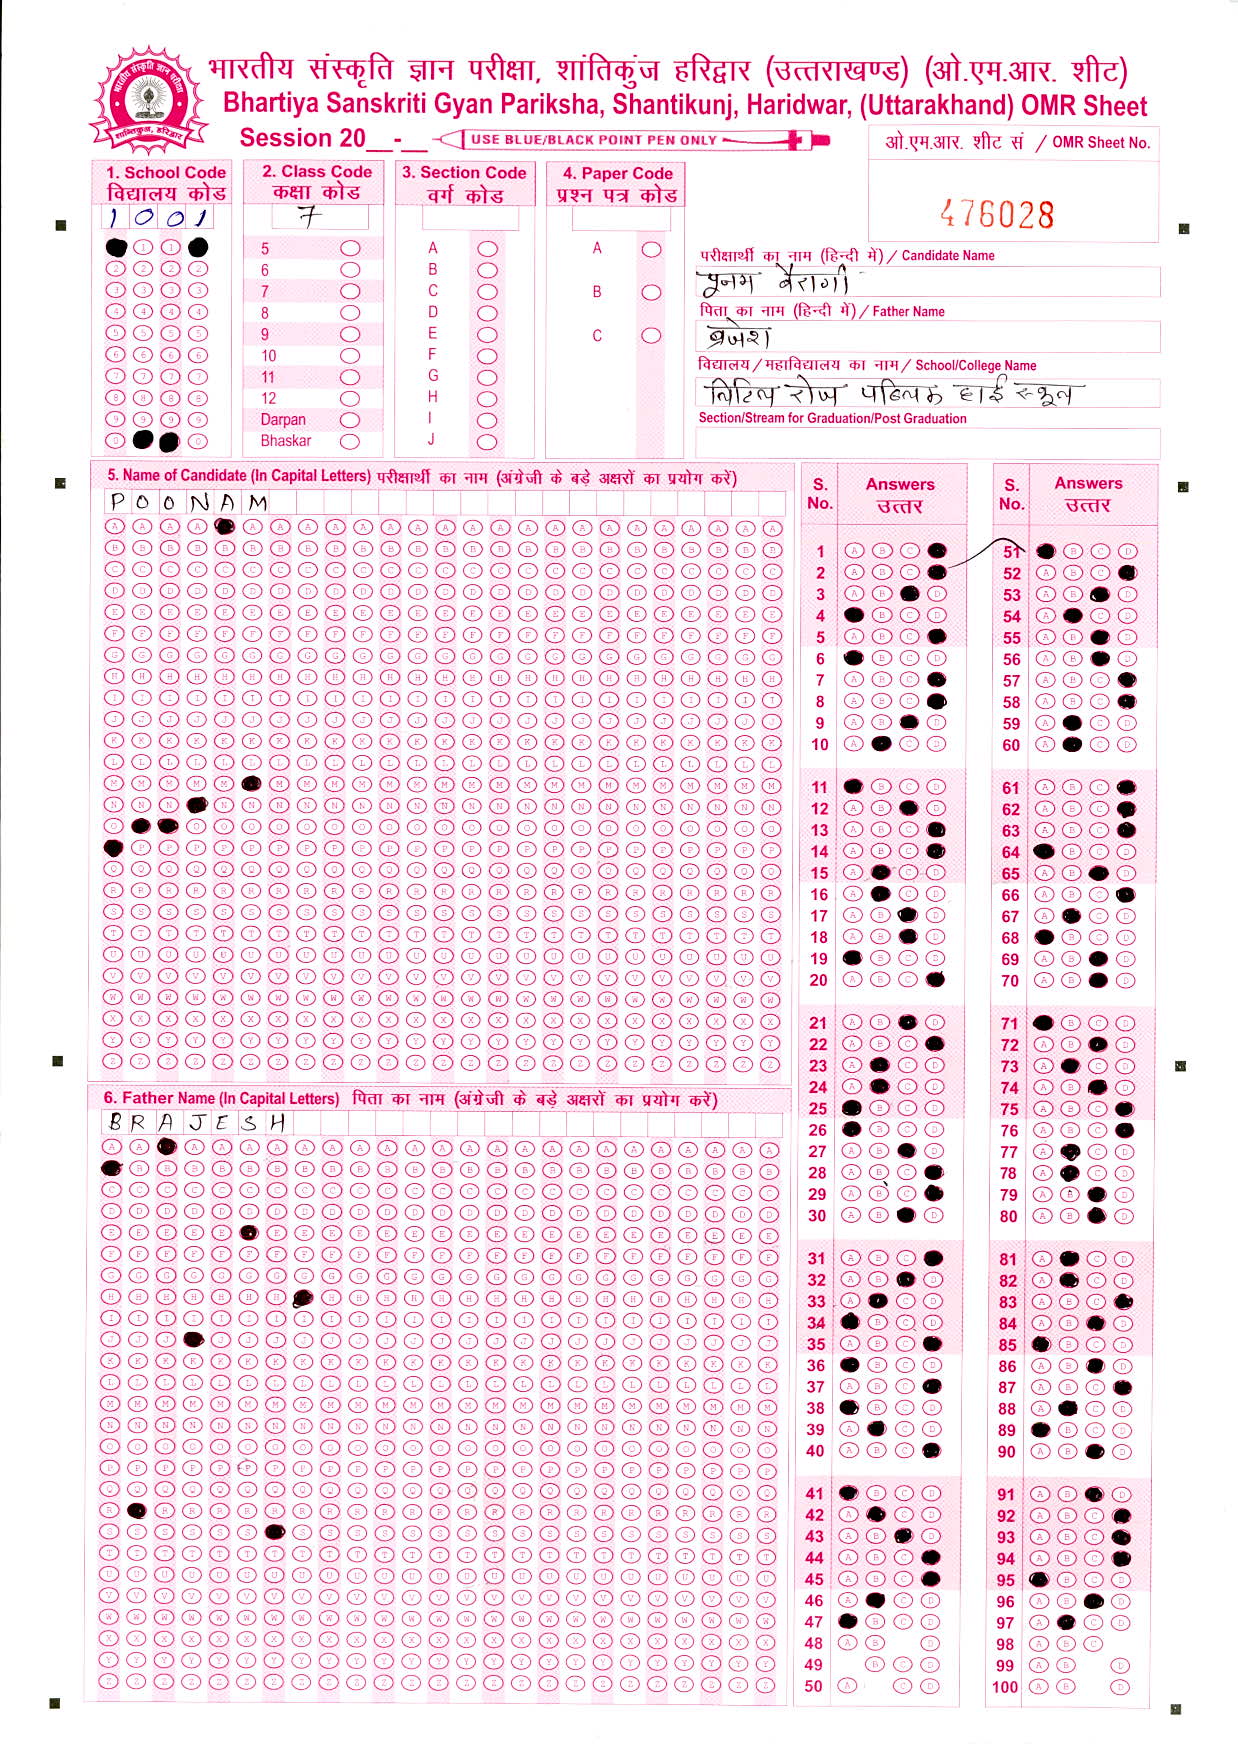 भारतीय संस्कृति ज्ञान परीक्षा, शांतिकुंज हरिद्वार (उत्तराखण्ड) (ओ.एम.आर. शीट)
Bhartiya Sanskriti Gyan Pariksha, Shantikunj, Haridwar, (Uttarakhand) OMR Sheet
Session 20__-__ USE BLUE/BLACK POINT PEN ONLY
ओ.एम.आर. शीट सं / OMR Sheet No.
476028
1. School Code
विद्यालय कोड
1001
2. Class Code
कक्षा कोड
7
5
6
7
8
9
10
11
12
Darpan
Bhaskar
3. Section Code
वर्ग कोड
A
B
C
D
E
F
G
H
I
J
4. Paper Code
प्रश्न पत्र कोड
A
B
C
परीक्षार्थी का नाम (हिन्दी में) / Candidate Name
पूनम बैरागी
पिता का नाम (हिन्दी में) / Father Name
ब्रजेश
विद्यालय / महाविद्यालय का नाम / School/College Name
लिटिल रोज पब्लिक हाई स्कूल
Section/Stream for Graduation/Post Graduation
5. Name of Candidate (In Capital Letters) परीक्षार्थी का नाम (अंग्रेजी के बड़े अक्षरों का प्रयोग करें)
POONAM
6. Father Name (In Capital Letters) पिता का नाम (अंग्रेजी के बड़े अक्षरों का प्रयोग करें)
BRAJESH
S. No. Answers उत्तर
1
2
3
4
5
6
7
8
9
10
11
12
13
14
15
16
17
18
19
20
21
22
23
24
25
26
27
28
29
30
31
32
33
34
35
36
37
38
39
40
41
42
43
44
45
46
47
48
49
50
S. No. Answers उत्तर
51
52
53
54
55
56
57
58
59
60
61
62
63
64
65
66
67
68
69
70
71
72
73
74
75
76
77
78
79
80
81
82
83
84
85
86
87
88
89
90
91
92
93
94
95
96
97
98
99
100